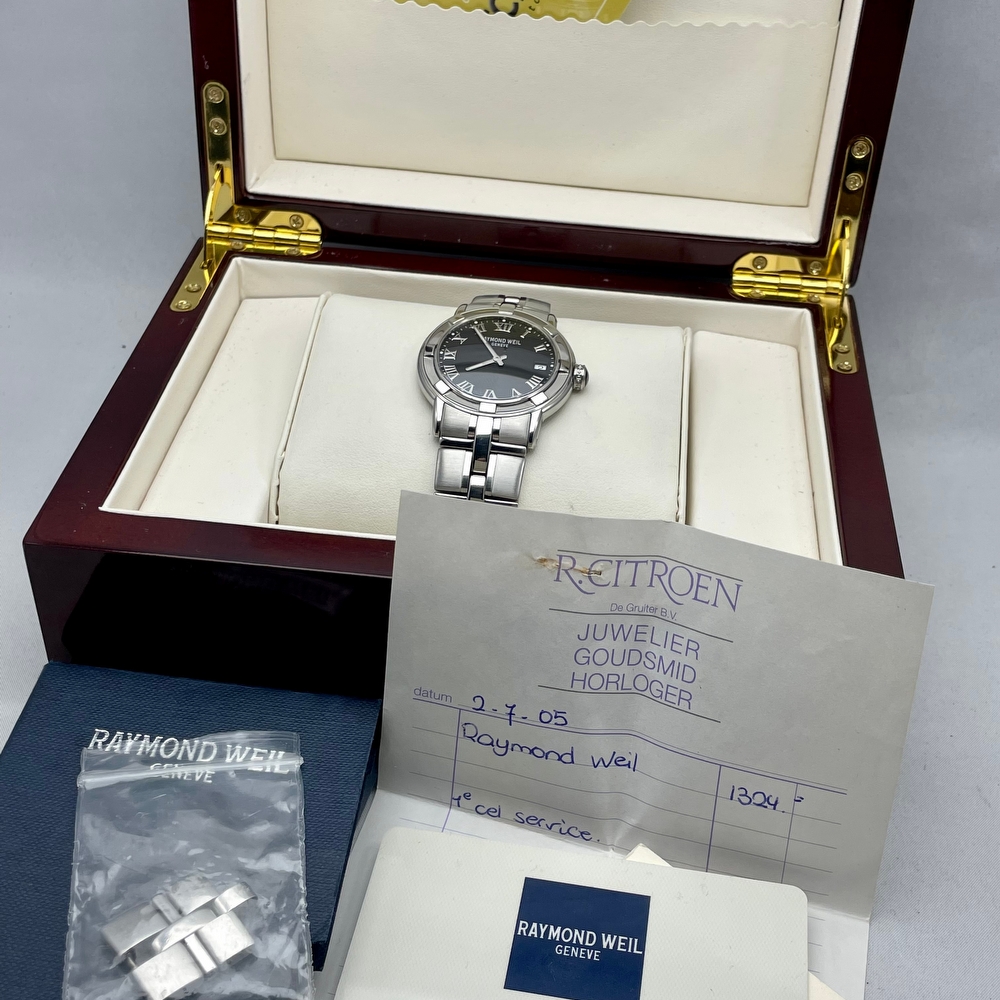 RAYMOND WEIL
GENEVE
R. CITROEN
De Gruiter B.V.
JUWELIER
GOUDSMID
HORLOGER
datum 2-7-05
Raymond Weil 1324.=
1e cel service.
RAYMOND WEIL
GENEVE
RAYMOND WEIL
GENEVE